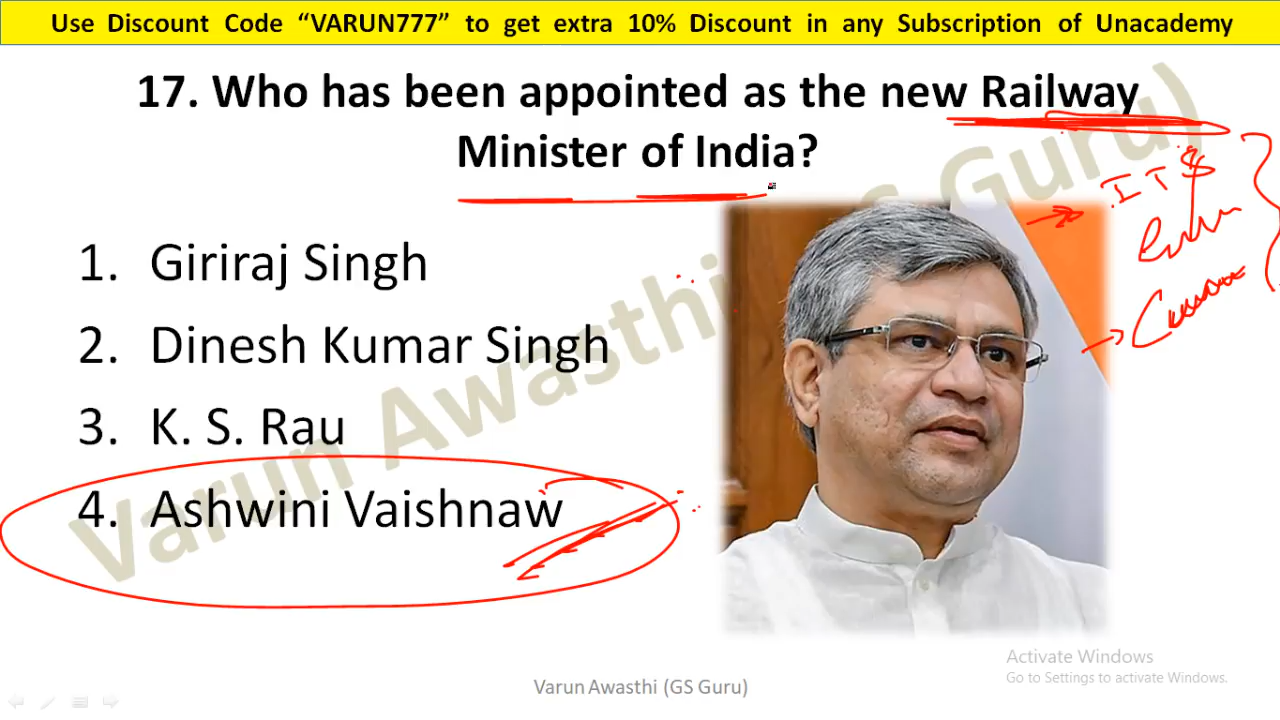 Use Discount Code “VARUN777” to get extra 10% Discount in any Subscription of Unacademy
17. Who has been appointed as the new Railway
Minister of India?
1. Giriraj Singh
2. Dinesh Kumar Singh
3. K. S. Rau
4. Ashwini Vaishnaw
Varun Awasthi (GS Guru)
Activate Windows
Go to Settings to activate Windows.
Varun Awasthi (GS Guru)